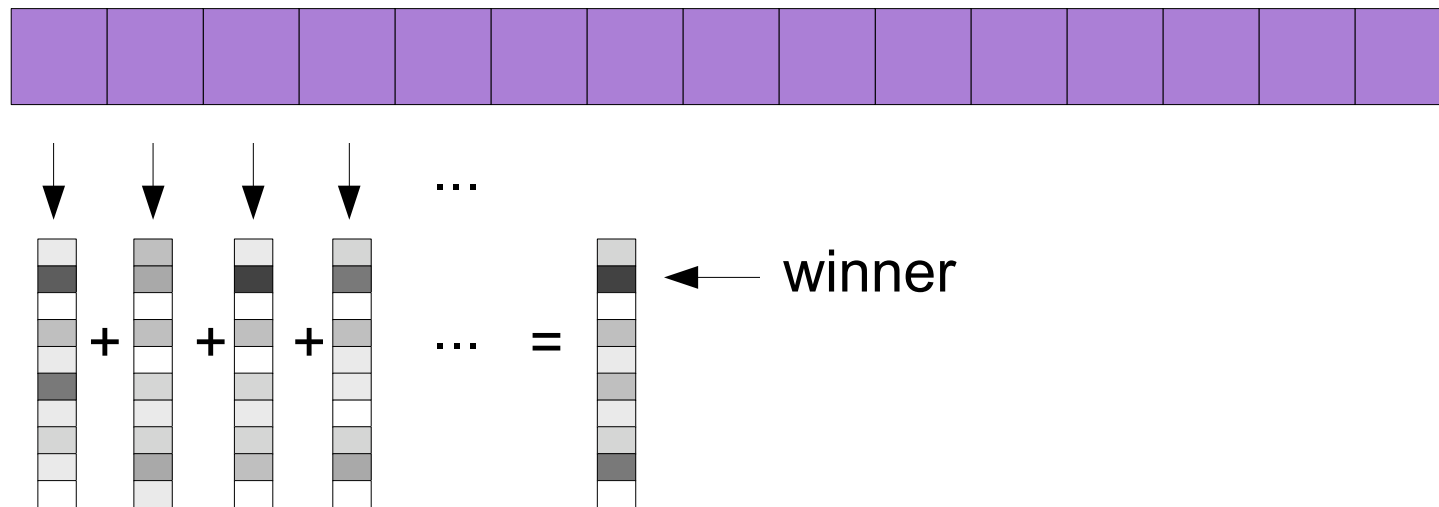 ...
winner
+ + + ... =